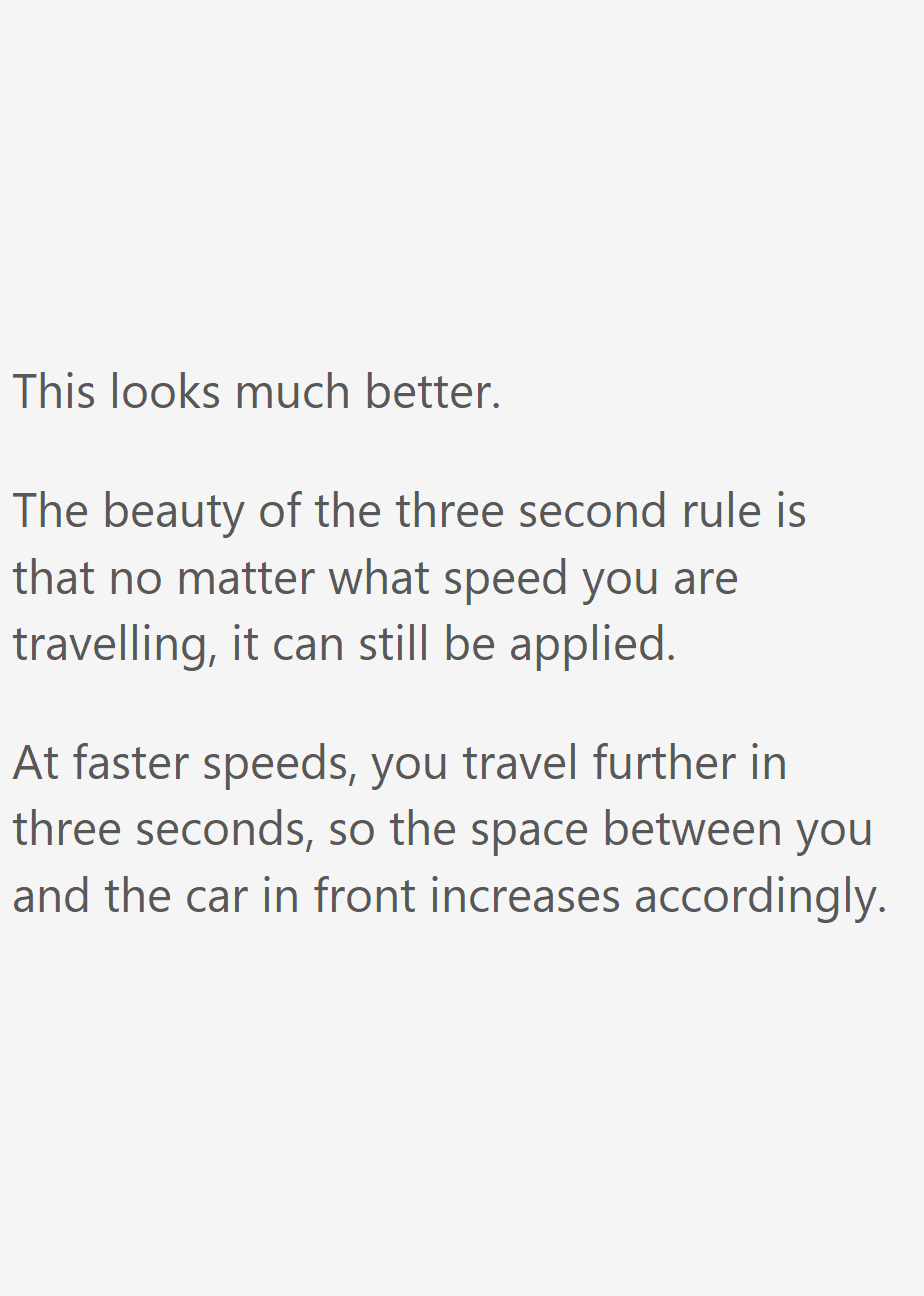 This looks much better.
The beauty of the three second rule is
that no matter what speed you are
travelling, it can still be applied.
At faster speeds, you travel further in
three seconds, so the space between you
and the car in front increases accordingly.